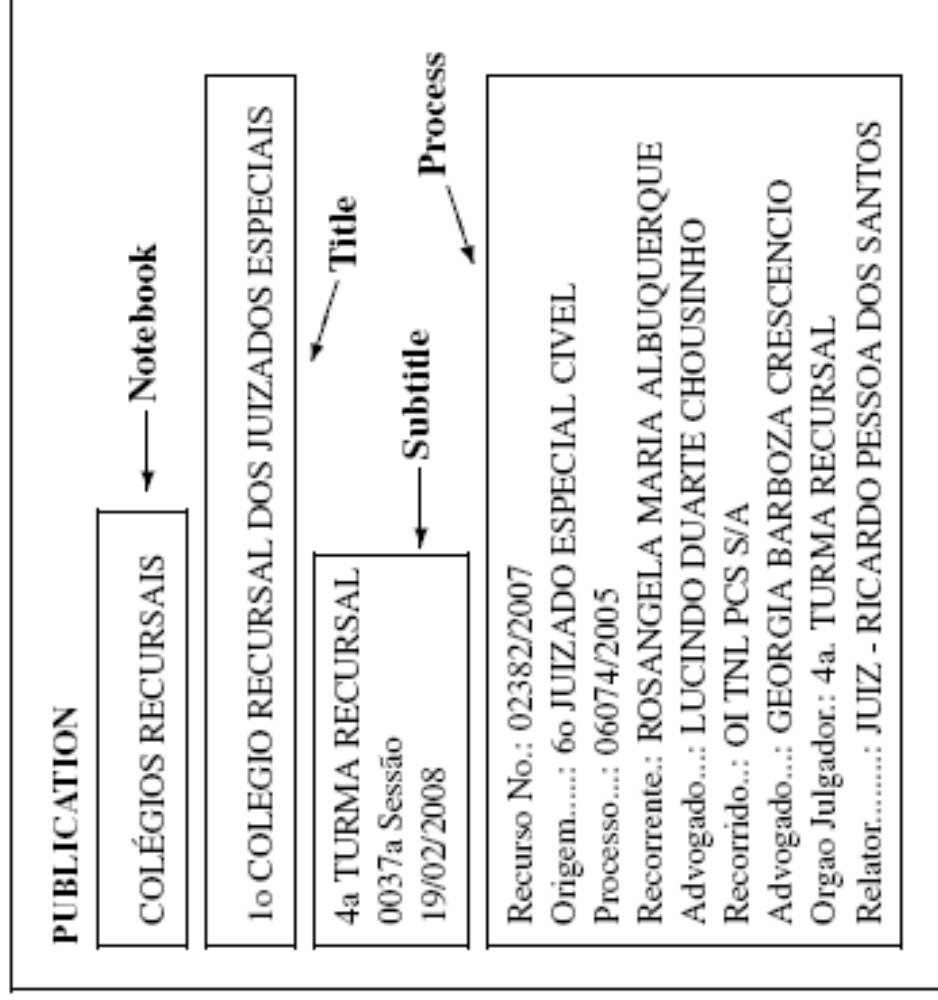 PUBLICATION
COLÉGIOS RECURSAIS
Notebook
1o COLEGIO RECURSAL DOS JUIZADOS ESPECIAIS
Title
4a TURMA RECURSAL
0037a Sessão
19/02/2008
Subtitle
Process
Recurso No.: 02382/2007
Origem.....: 6o JUIZADO ESPECIAL CIVEL
Processo...: 06074/2005
Recorrente.: ROSANGELA MARIA ALBUQUERQUE
Advogado...: LUCINDO DUARTE CHOUSINHO
Recorrido..: OI TNL PCS S/A
Advogado...: GEORGIA BARBOZA CRESCENCIO
Orgao Julgador.: 4a. TURMA RECURSAL
Relator........: JUIZ - RICARDO PESSOA DOS SANTOS